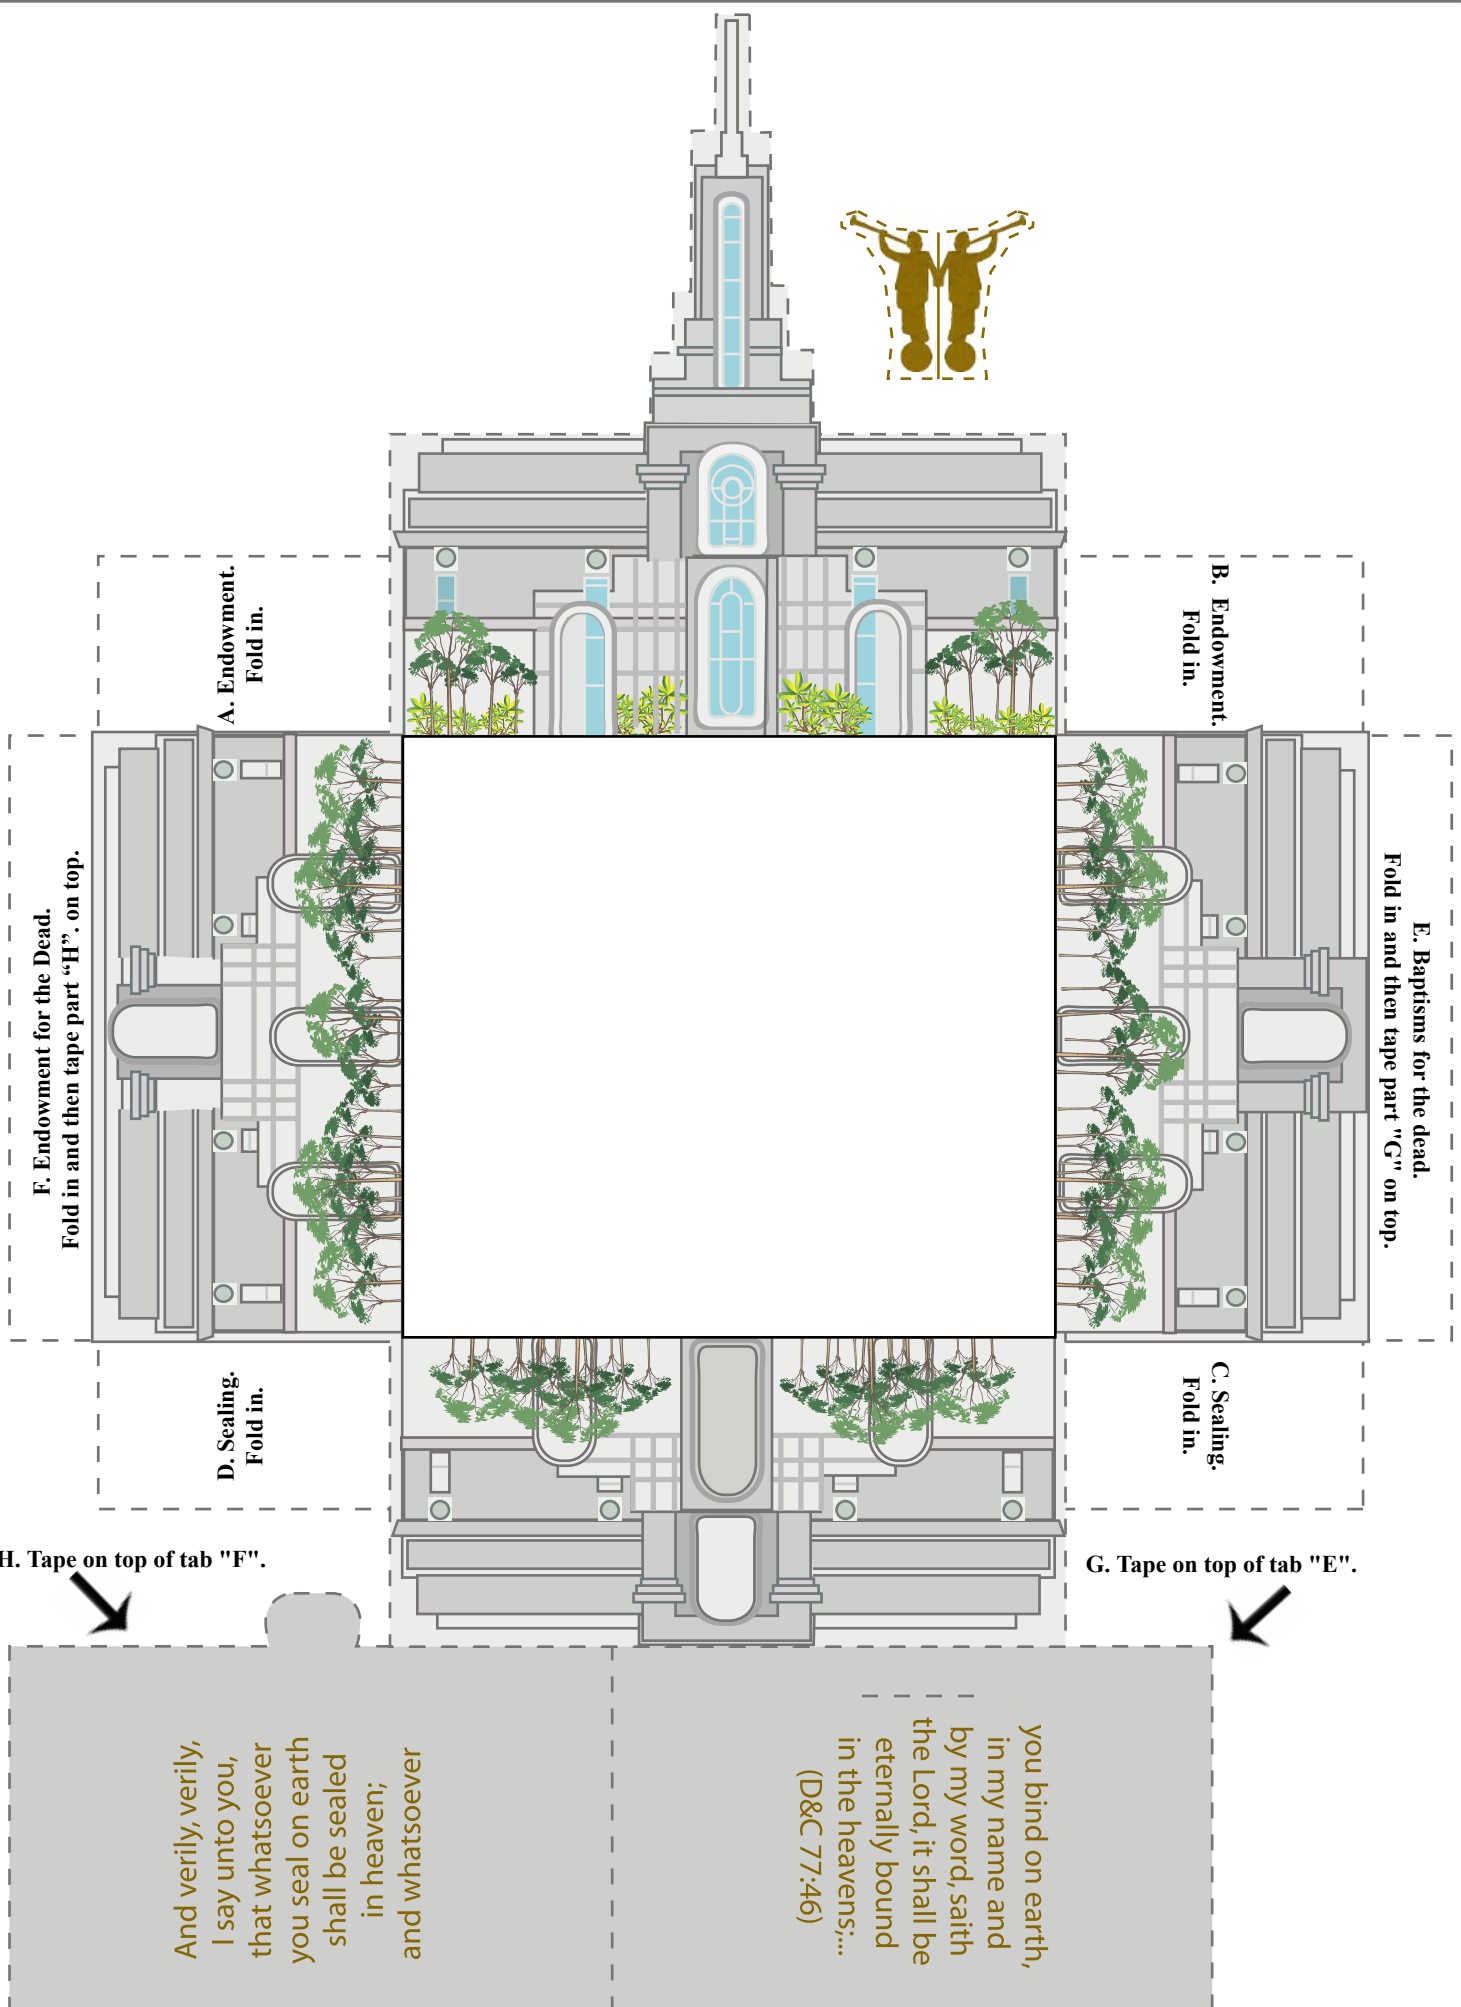 A. Endowment.
Fold in.
B. Endowment.
Fold in.
F. Endowment for the Dead.
Fold in and then tape part “H”. on top.
E. Baptisms for the dead.
Fold in and then tape part "G" on top.
D. Sealing.
Fold in.
C. Sealing.
Fold in.
H. Tape on top of tab "F".
G. Tape on top of tab "E".
And verily, verily,
I say unto you,
that whatsoever
you seal on earth
shall be sealed
in heaven;
and whatsoever
you bind on earth,
in my name and
by my word, saith
the Lord, it shall be
eternally bound
in the heavens;...
(D&C 77:46)